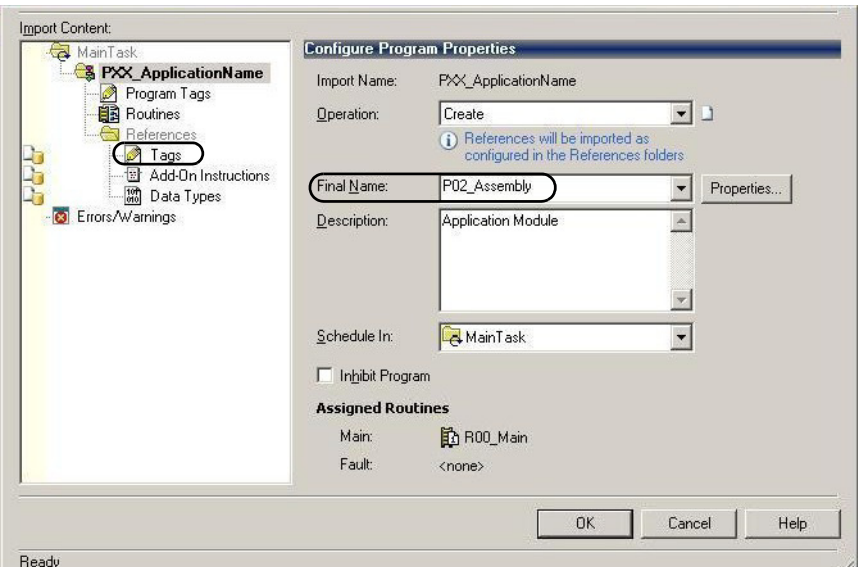 Import Content:
MainTask
PXX_ApplicationName
Program Tags
Routines
References
Tags
Add-On Instructions
Data Types
Errors/Warnings
Configure Program Properties
Import Name: PXX_ApplicationName
Operation: Create
References will be imported as
configured in the References folders
Final Name: P02_Assembly Properties...
Description: Application Module
Schedule In: MainTask
Inhibit Program
Assigned Routines
Main: R00_Main
Fault: <none>
OK Cancel Help
Ready